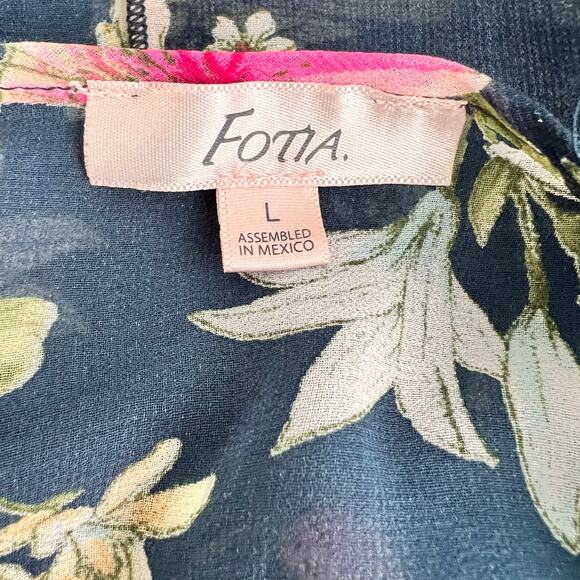 FOTIA.
L
ASSEMBLED
IN MEXICO